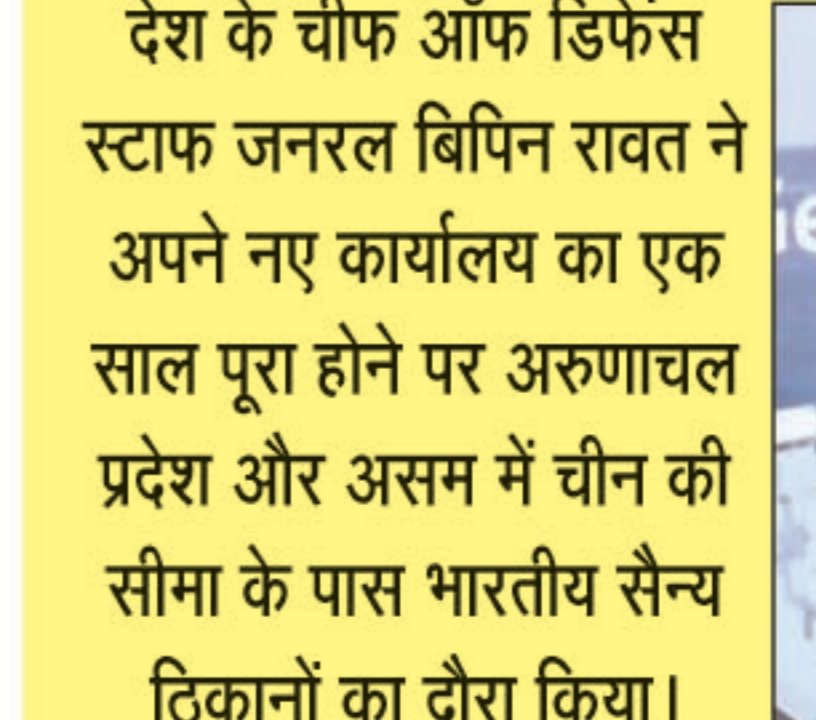 देश के चीफ ऑफ डिफेंस
स्टाफ जनरल बिपिन रावत ने
अपने नए कार्यालय का एक
साल पूरा होने पर अरुणाचल
प्रदेश और असम में चीन की
सीमा के पास भारतीय सैन्य
ठिकानों का दौरा किया।